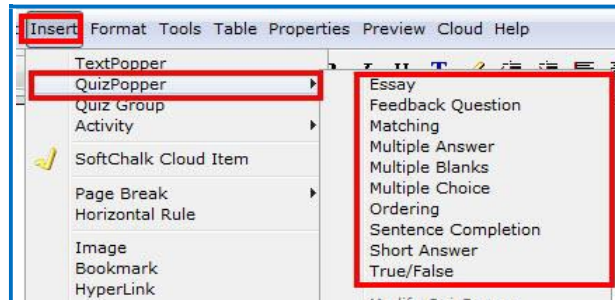 Insert Format Tools Table Properties Preview Cloud Help
TextPopper
QuizPopper
Quiz Group
Activity
SoftChalk Cloud Item
Page Break
Horizontal Rule
Image
Bookmark
HyperLink
Essay
Feedback Question
Matching
Multiple Answer
Multiple Blanks
Multiple Choice
Ordering
Sentence Completion
Short Answer
True/False